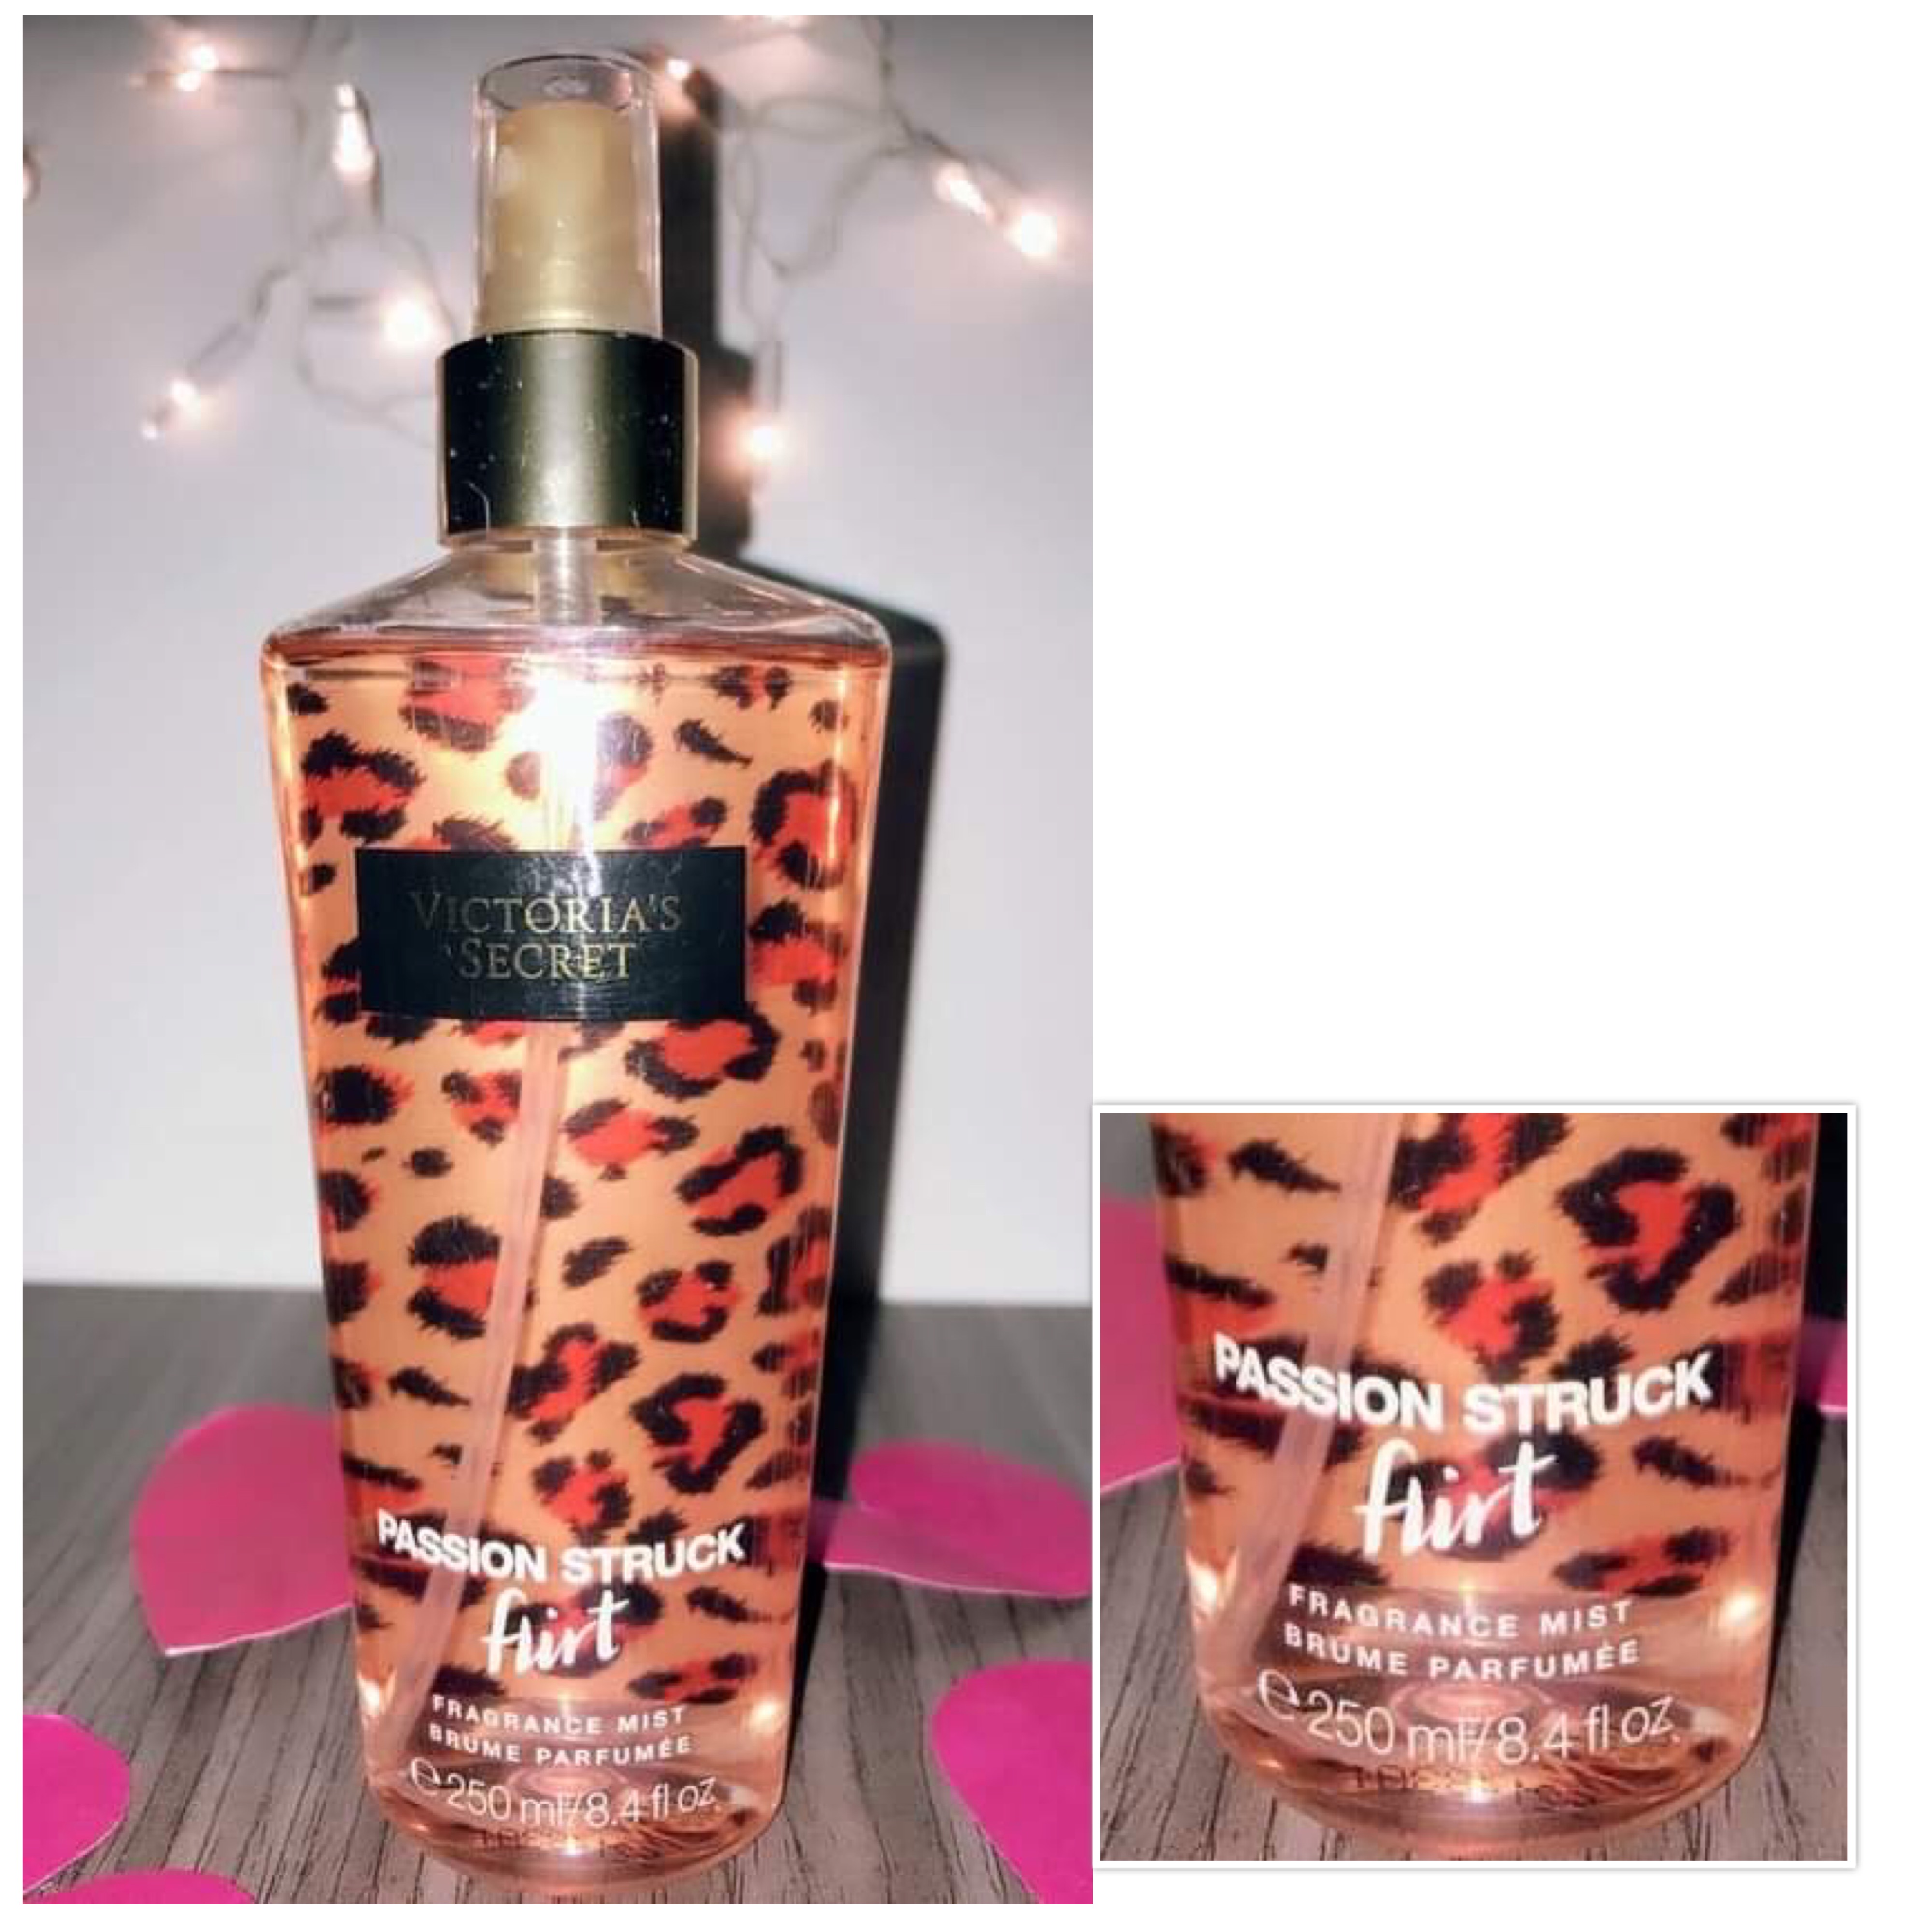 VICTORIA'S
SECRET
PASSION STRUCK
flirt
FRAGRANCE MIST
BRUME PARFUMÉE
℮ 250 ml/8.4 fl oz.
PASSION STRUCK
flirt
FRAGRANCE MIST
BRUME PARFUMÉE
℮ 250 ml/8.4 fl oz.